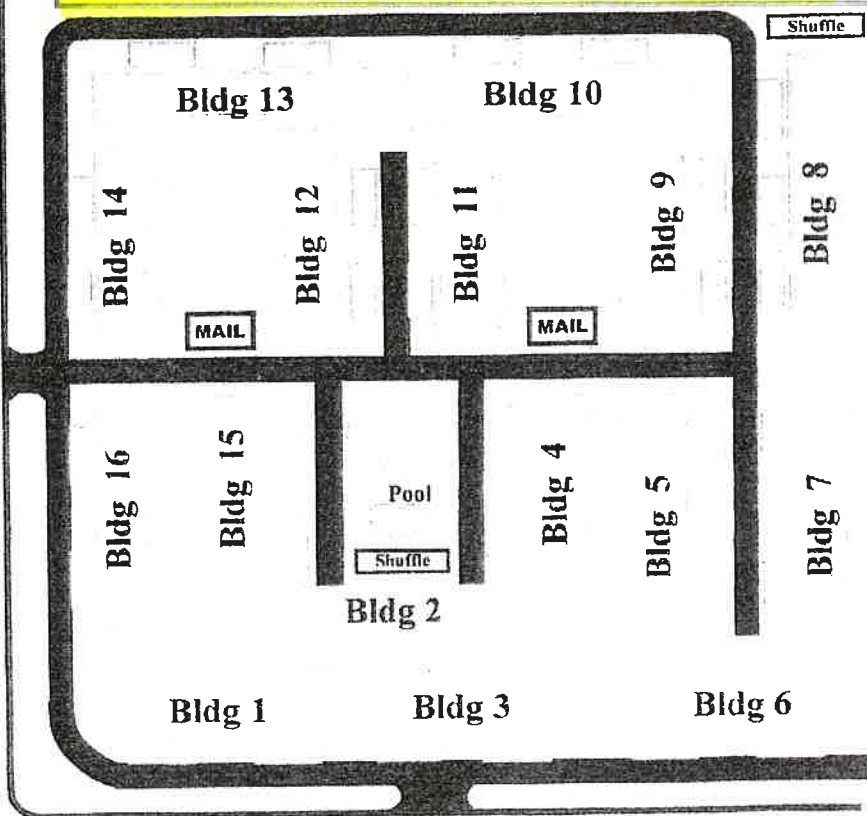 Shuffle
Bldg 13
Bldg 10
Bldg 14
Bldg 12
Bldg 11
Bldg 9
Bldg 8
MAIL
MAIL
Bldg 16
Bldg 15
Pool
Bldg 4
Bldg 5
Bldg 7
Shuffle
Bldg 2
Bldg 1
Bldg 3
Bldg 6